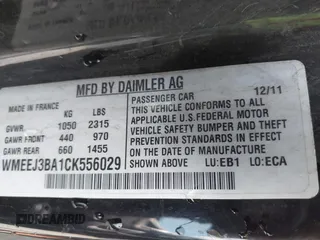 MFD BY DAIMLER AG
MADE IN FRANCE
KG LBS
GVWR. 1050 2315
GAWR FRONT 440 970
GAWR REAR 660 1455
WMEEJ3BA1CK556029
PASSENGER CAR 12/11
THIS VEHICLE CONFORMS TO ALL
APPLICABLE U.S. FEDERAL MOTOR
VEHICLE SAFETY BUMPER AND THEFT
PREVENTION STANDARDS IN EFFECT
ON THE DATE OF MANUFACTURE
SHOWN ABOVE. LU:EB1 LO:ECA
DREAMBID